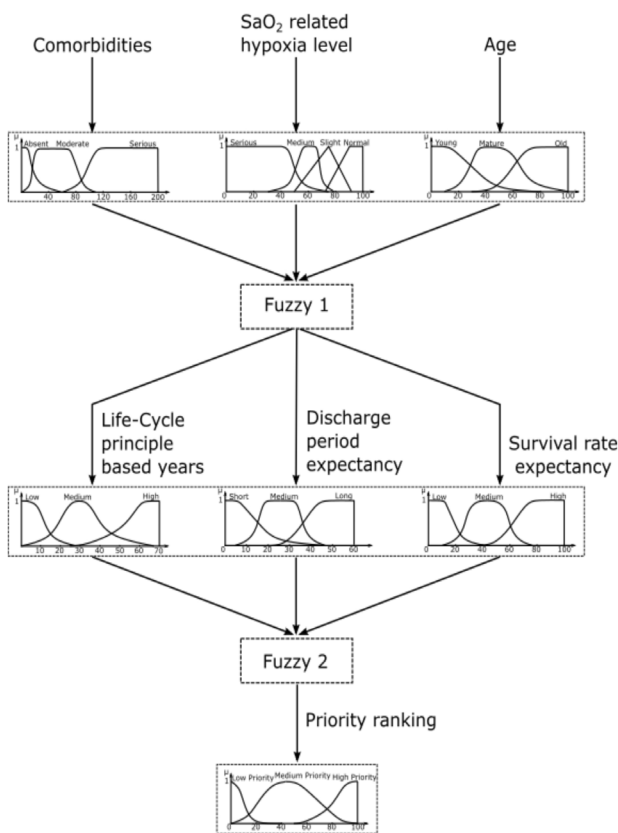 SaO2 related
hypoxia level
Comorbidities
Age
μ
1
Absent Moderate Serious
40 80 120 160 200
Serious Medium Slight Normal
0 20 40 60 80 100
μ
1
Young Mature Old
0 20 40 60 80 100
Fuzzy 1
Life-Cycle
principle
based years
Discharge
period
expectancy
Survival rate
expectancy
μ
1
Low Medium High
10 20 30 40 50 60 70
μ
1
Short Medium Long
0 10 20 30 40 50 60
μ
1
Low Medium High
0 20 40 60 80 100
Fuzzy 2
Priority ranking
μ
1
Low Priority Medium Priority High Priority
0 20 40 60 80 100